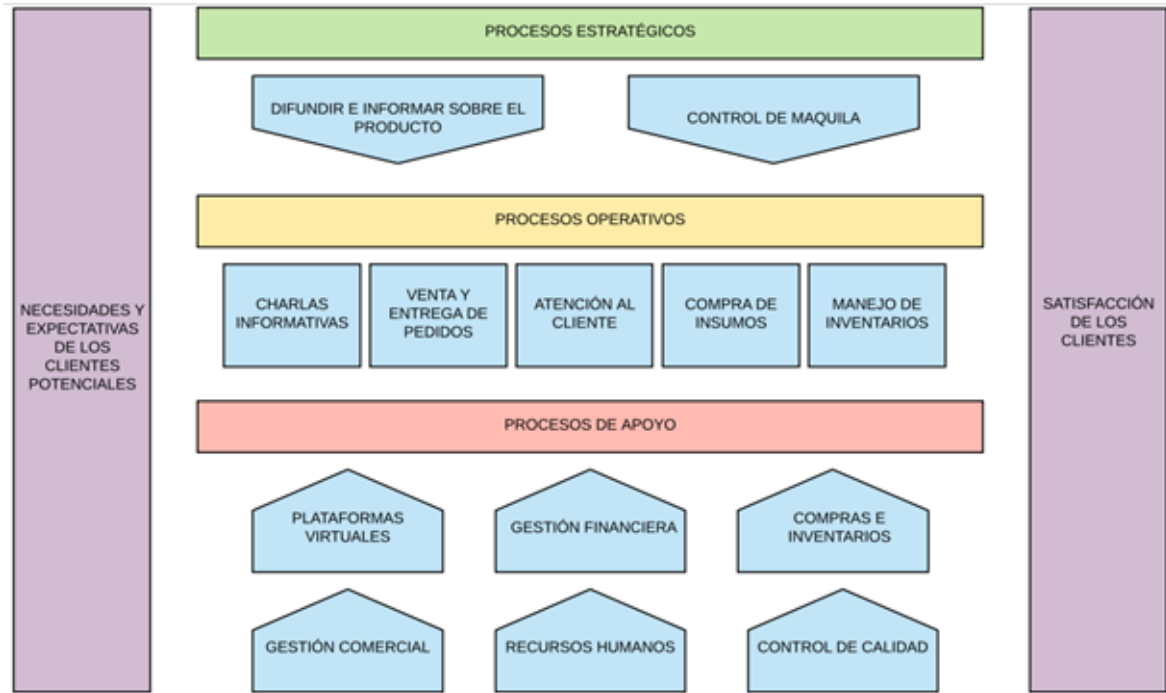 PROCESOS ESTRATÉGICOS
DIFUNDIR E INFORMAR SOBRE EL
PRODUCTO
CONTROL DE MAQUILA
PROCESOS OPERATIVOS
NECESIDADES Y
EXPECTATIVAS
DE LOS
CLIENTES
POTENCIALES
CHARLAS
INFORMATIVAS
VENTA Y
ENTREGA DE
PEDIDOS
ATENCIÓN AL
CLIENTE
COMPRA DE
INSUMOS
MANEJO DE
INVENTARIOS
SATISFACCIÓN
DE LOS
CLIENTES
PROCESOS DE APOYO
PLATAFORMAS
VIRTUALES
GESTIÓN FINANCIERA
COMPRAS E
INVENTARIOS
GESTIÓN COMERCIAL
RECURSOS HUMANOS
CONTROL DE CALIDAD